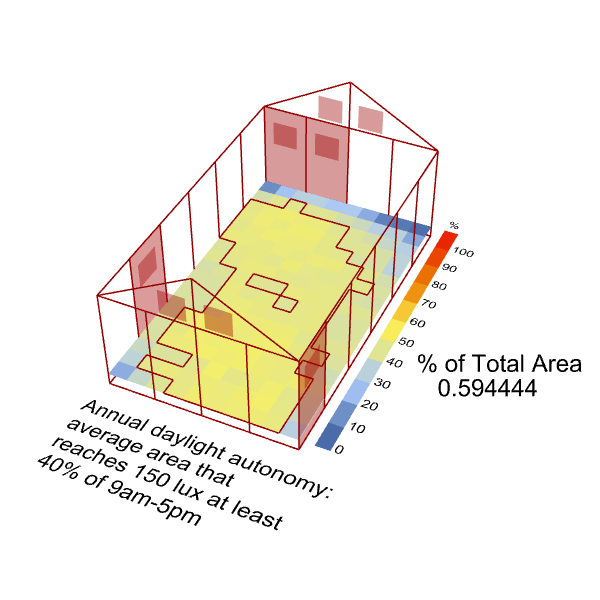 %
100
90
80
70
60
50
40
30
20
10
0
% of Total Area
0.594444
Annual daylight autonomy:
average area that
reaches 150 lux at least
40% of 9am-5pm